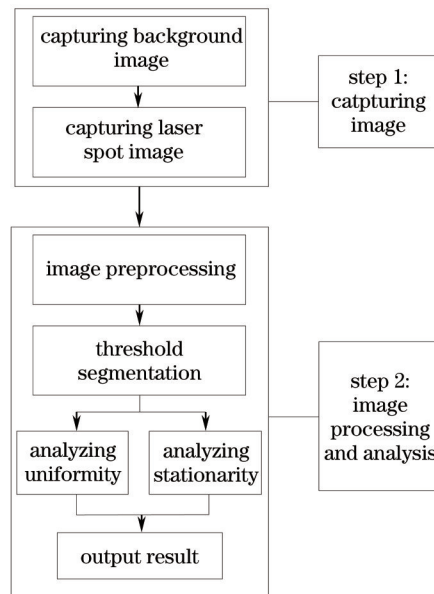 capturing background
image
capturing laser
spot image
step 1:
catpturing
image
image preprocessing
threshold
segmentation
analyzing
uniformity
analyzing
stationarity
output result
step 2:
image
processing
and analysis